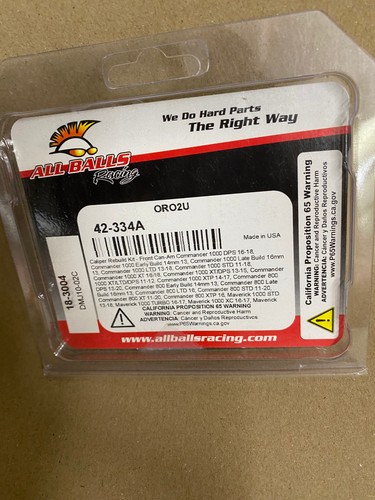 We Do Hard Parts
The Right Way
ALL BALLS
Racing
ORO2U
42-334A
Made in USA
Caliper Rebuild Kit - Front Can-Am Commander 1000 DPS 16-18,
Commander 1000 Early Build 14mm 13, Commander 1000 Late Build 16mm
13, Commander 1000 LTD 13-18, Commander 1000 STD 11-18,
Commander 1000 XT 16/18, Commander 1000 XT/DPS 13-15, Commander
1000 XT/LTD/DPS 11-12, Commander 1000 XTP 14-17, Commander 800
DPS 13-20, Commander 800 Early Build 14mm 13, Commander 800 Late
Build 16mm 13, Commander 800 LTD 16, Commander 800 STD 11-20,
Commander 800 XT 11-20, Commander 800 XTP 16, Maverick 1000 STD
13-18, Maverick 1000 TURBO 16-17, Maverick 1000 XC 16-17, Maverick
CALIFORNIA PROPOSITION 65 WARNING
WARNING: Cancer and Reproductive Harm
ADVERTENCIA: Cáncer y Daños Reproductivos
www.P65Warnings.ca.gov
18-3004
DMJ10-02C
California Proposition 65 Warning
WARNING: Cancer and Reproductive Harm
ADVERTENCIA: Cáncer y Daños Reproductivos
www.P65Warnings.ca.gov
www.allballsracing.com